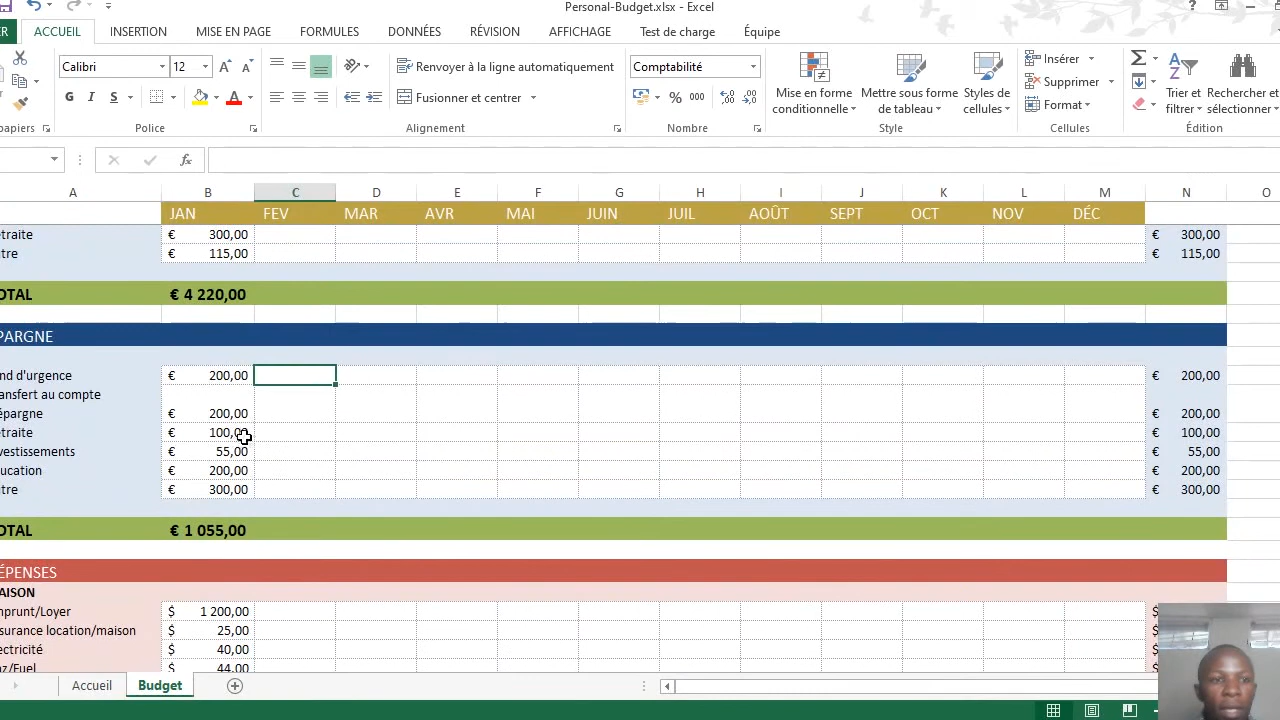 Personal-Budget.xlsx - Excel
?
ER ACCUEIL INSERTION MISE EN PAGE FORMULES DONNÉES RÉVISION AFFICHAGE Test de charge Équipe
Calibri 12 Renvoyer à la ligne automatiquement Comptabilité Insérer
Supprimer
G I S Fusionner et centrer % 000 Format
Mise en forme conditionnelle Mettre sous forme de tableau Styles de cellules Trier et filtrer Rechercher et sélectionner
papiers Police Alignement Nombre Style Cellules Édition
fx
A B C D E F G H I J K L M N O
JAN FEV MAR AVR MAI JUIN JUIL AOÛT SEPT OCT NOV DÉC
traite € 300,00 € 300,00
tre € 115,00 € 115,00
OTAL € 4 220,00
PARGNE
nd d'urgence € 200,00 € 200,00
ansfert au compte
épargne € 200,00 € 200,00
traite € 100,00 € 100,00
vestissements € 55,00 € 55,00
ucation € 200,00 € 200,00
tre € 300,00 € 300,00
OTAL € 1 055,00
ÉPENSES
AISON
mprunt/Loyer $ 1 200,00 $
surance location/maison $ 25,00 $
ectricité $ 40,00 $
az/Fuel $ 44,00
Accueil Budget